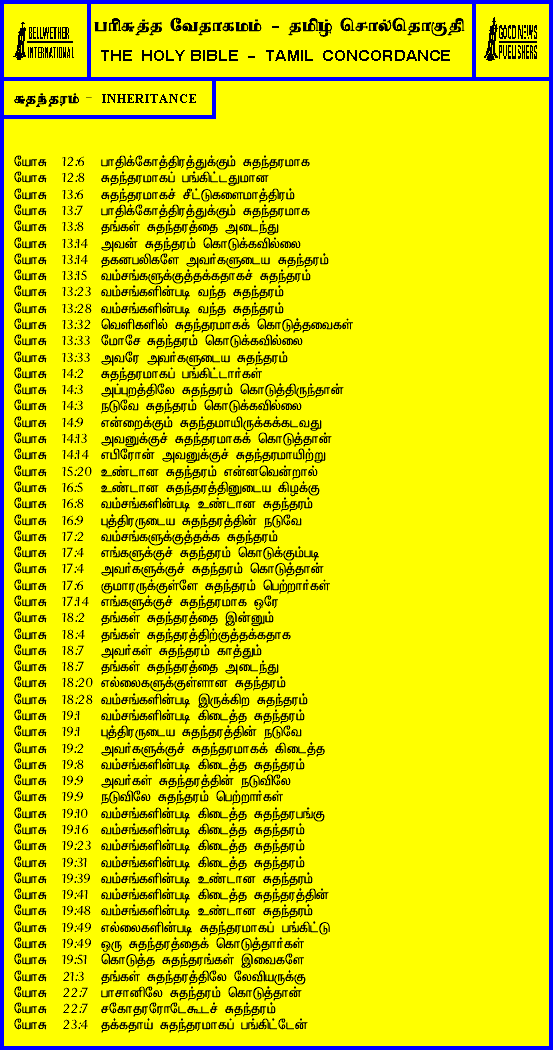 BELLWETHER
INTERNATIONAL
பரிசுத்த வேதாகமம் - தமிழ் சொல்தொகுதி
THE HOLY BIBLE - TAMIL CONCORDANCE
GOOD NEWS
PUBLISHERS
சுதந்தரம் - INHERITANCE
யோசு 12:6 பாதிக்கோத்திரத்துக்கும் சுதந்தரமாக
யோசு 12:8 சுதந்தரமாகப் பங்கிட்டதுமான
யோசு 13:6 சுதந்தரமாகச் சீட்டுகளைமாத்திரம்
யோசு 13:7 பாதிக்கோத்திரத்துக்கும் சுதந்தரமாக
யோசு 13:8 தங்கள் சுதந்தரத்தை அடைந்து
யோசு 13:14 அவன் சுதந்தரம் கொடுக்கவில்லை
யோசு 13:14 தகனபலிகளே அவர்களுடைய சுதந்தரம்
யோசு 13:15 வம்சங்களுக்குத்தக்கதாகச் சுதந்தரம்
யோசு 13:23 வம்சங்களின்படி வந்த சுதந்தரம்
யோசு 13:28 வம்சங்களின்படி வந்த சுதந்தரம்
யோசு 13:32 வெளிகளில் சுதந்தரமாகக் கொடுத்தவைகள்
யோசு 13:33 மோசே சுதந்தரம் கொடுக்கவில்லை
யோசு 13:33 அவரே அவர்களுடைய சுதந்தரம்
யோசு 14:2 சுதந்தரமாகப் பங்கிட்டார்கள்
யோசு 14:3 அப்புறத்திலே சுதந்தரம் கொடுத்திருந்தான்
யோசு 14:3 நடுவே சுதந்தரம் கொடுக்கவில்லை
யோசு 14:9 என்றைக்கும் சுதந்தமாயிருக்கக்கடவது
யோசு 14:13 அவனுக்குச் சுதந்தரமாகக் கொடுத்தான்
யோசு 14:14 எபிரோன் அவனுக்குச் சுதந்தரமாயிற்று
யோசு 15:20 உண்டான சுதந்தரம் என்னவென்றால்
யோசு 16:5 உண்டான சுதந்தரத்தினுடைய கிழக்கு
யோசு 16:8 வம்சங்களின்படி உண்டான சுதந்தரம்
யோசு 16:9 புத்திரருடைய சுதந்தரத்தின் நடுவே
யோசு 17:2 வம்சங்களுக்குத்தக்க சுதந்தரம்
யோசு 17:4 எங்களுக்குச் சுதந்தரம் கொடுக்கும்படி
யோசு 17:4 அவர்களுக்குச் சுதந்தரம் கொடுத்தான்
யோசு 17:6 குமாரருக்குள்ளே சுதந்தரம் பெற்றார்கள்
யோசு 17:14 எங்களுக்குச் சுதந்தரமாக ஒரே
யோசு 18:2 தங்கள் சுதந்தரத்தை இன்னும்
யோசு 18:4 தங்கள் சுதந்தரத்திற்குத்தக்கதாக
யோசு 18:7 அவர்கள் சுதந்தரம் காத்தும்
யோசு 18:7 தங்கள் சுதந்தரத்தை அடைந்து
யோசு 18:20 எல்லைகளுக்குள்ளான சுதந்தரம்
யோசு 18:28 வம்சங்களின்படி இருக்கிற சுதந்தரம்
யோசு 19:1 வம்சங்களின்படி கிடைத்த சுதந்தரம்
யோசு 19:1 புத்திரருடைய சுதந்தரத்தின் நடுவே
யோசு 19:2 அவர்களுக்குச் சுதந்தரமாகக் கிடைத்த
யோசு 19:8 வம்சங்களின்படி கிடைத்த சுதந்தரம்
யோசு 19:9 அவர்கள் சுதந்தரத்தின் நடுவிலே
யோசு 19:9 நடுவிலே சுதந்தரம் பெற்றார்கள்
யோசு 19:10 வம்சங்களின்படி கிடைத்த சுதந்தரபங்கு
யோசு 19:16 வம்சங்களின்படி கிடைத்த சுதந்தரம்
யோசு 19:23 வம்சங்களின்படி கிடைத்த சுதந்தரம்
யோசு 19:31 வம்சங்களின்படி கிடைத்த சுதந்தரம்
யோசு 19:39 வம்சங்களின்படி உண்டான சுதந்தரம்
யோசு 19:41 வம்சங்களின்படி கிடைத்த சுதந்தரத்தின்
யோசு 19:48 வம்சங்களின்படி உண்டான சுதந்தரம்
யோசு 19:49 எல்லைகளின்படி சுதந்தரமாகப் பங்கிட்டு
யோசு 19:49 ஒரு சுதந்தரத்தைக் கொடுத்தார்கள்
யோசு 19:51 கொடுத்த சுதந்தரங்கள் இவைகளே
யோசு 21:3 தங்கள் சுதந்தரத்திலே லேவியருக்கு
யோசு 22:7 பாசானிலே சுதந்தரம் கொடுத்தான்
யோசு 22:7 சகோதரரோடேகூடச் சுதந்தரம்
யோசு 23:4 தக்கதாய் சுதந்தரமாகப் பங்கிட்டேன்